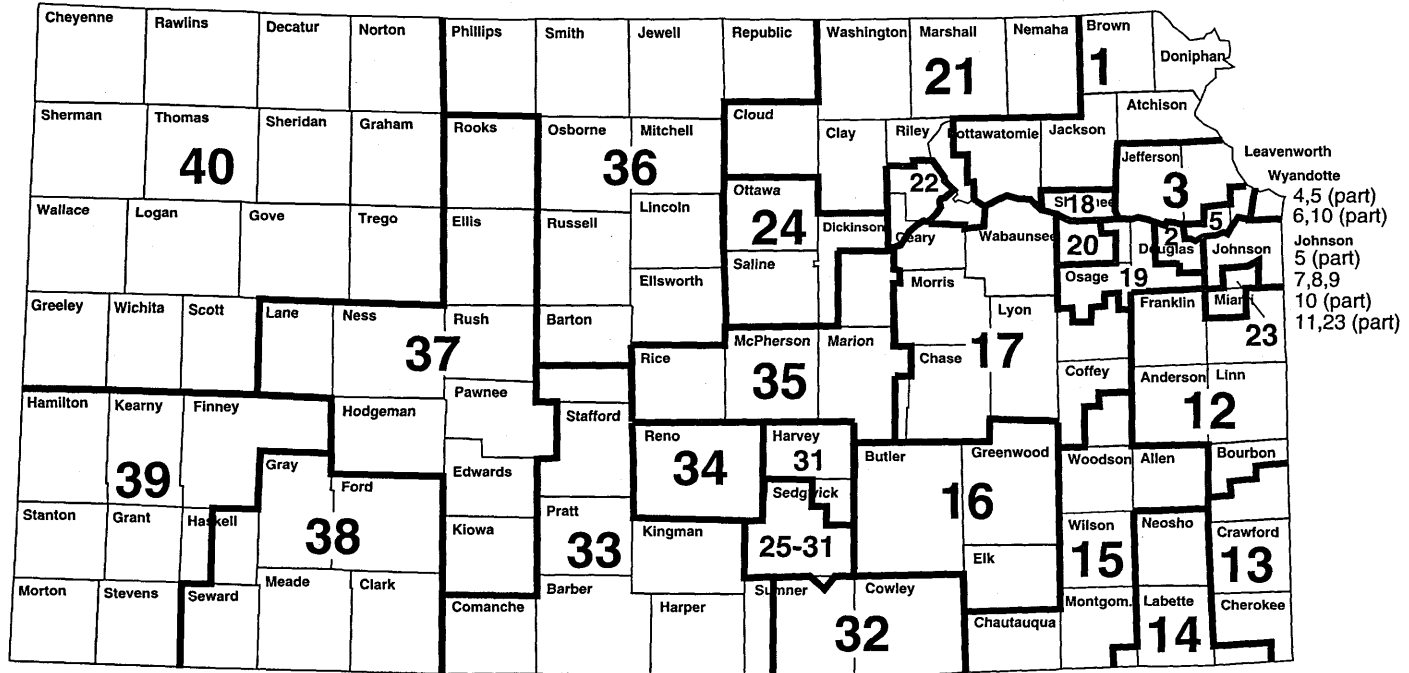 Cheyenne
Rawlins
Decatur
Norton
Phillips
Smith
Jewell
Republic
Washington
Marshall
Nemaha
Brown
Doniphan
21
1
Sherman
Thomas
Sheridan
Graham
Rooks
Osborne
Mitchell
Cloud
Clay
Riley
Pottawatomie
Jackson
Atchison
40
36
22
Jefferson
3
Leavenworth
Wyandotte
4,5 (part)
6,10 (part)
Wallace
Logan
Gove
Trego
Ellis
Russell
Lincoln
Ottawa
24
Dickinson
Geary
Wabaunsee
18
20
2
5
Douglas
Johnson
Johnson
5 (part)
7,8,9
10 (part)
11,23 (part)
Ellsworth
Saline
Morris
Osage
19
Greeley
Wichita
Scott
Lane
Ness
Rush
Barton
37
Rice
McPherson
Marion
35
Chase
Lyon
17
Franklin
Miami
23
Coffey
Anderson
Linn
12
Hamilton
Kearny
Finney
Hodgeman
Pawnee
Stafford
Reno
34
Harvey
31
Butler
Greenwood
Woodson
Allen
Bourbon
39
Gray
Ford
Edwards
Sedgwick
16
Stanton
Grant
Haskell
38
Kiowa
Pratt
33
Kingman
25-31
Elk
Wilson
15
Neosho
Crawford
13
Morton
Stevens
Seward
Meade
Clark
Comanche
Barber
Harper
Sumner
Cowley
32
Chautauqua
Montgom.
Labette
14
Cherokee